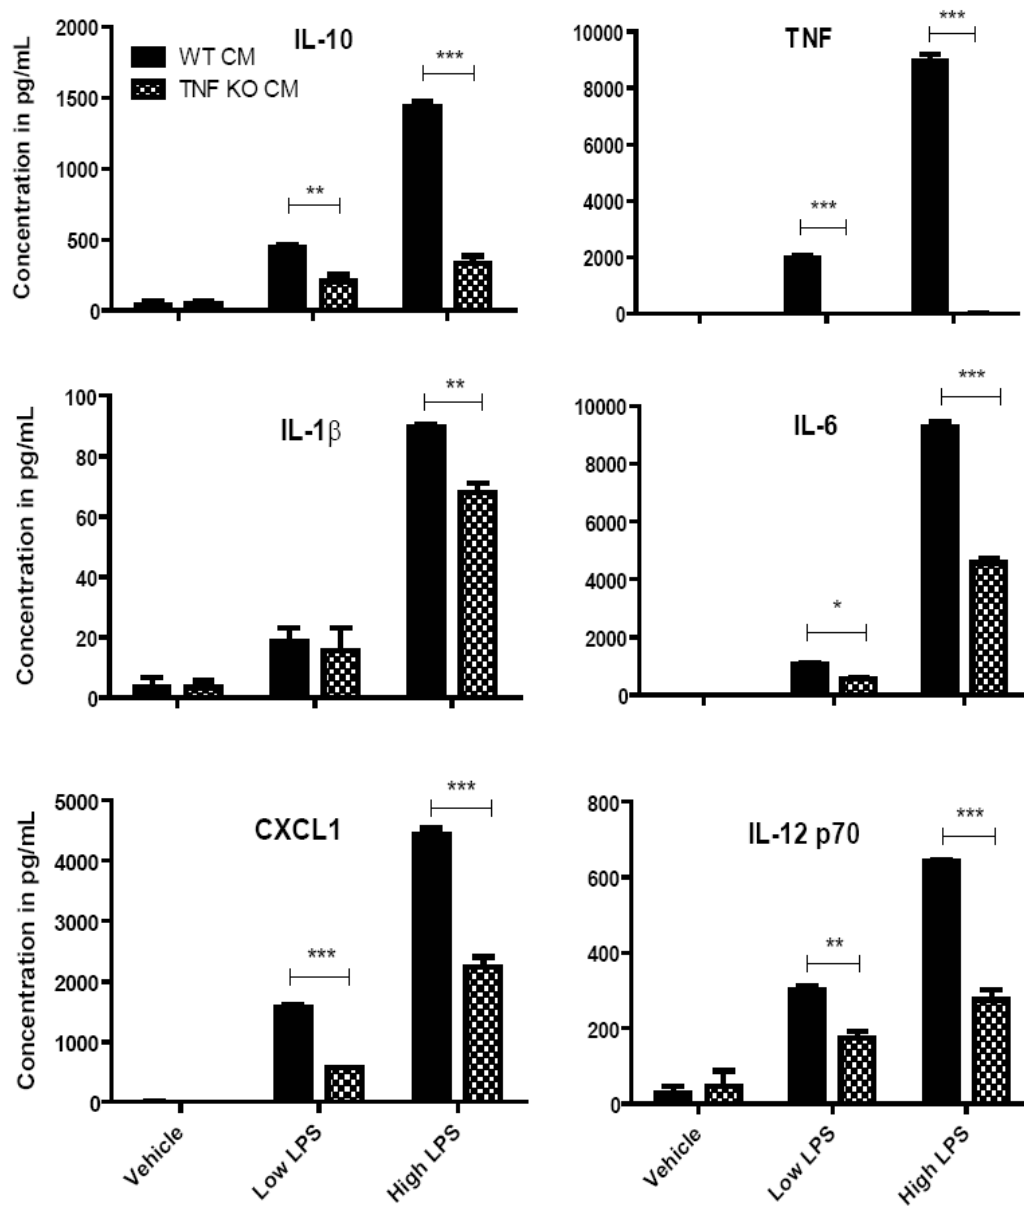 IL-10
WT CM
TNF KO CM
Concentration in pg/mL
2000
1500
1000
500
0
**
***
TNF
10000
8000
6000
4000
2000
0
***
***
IL-1β
Concentration in pg/mL
100
80
60
40
20
0
**
IL-6
10000
8000
6000
4000
2000
0
*
***
CXCL1
Concentration in pg/mL
5000
4000
3000
2000
1000
0
***
***
Vehicle
Low LPS
High LPS
IL-12 p70
800
600
400
200
0
**
***
Vehicle
Low LPS
High LPS